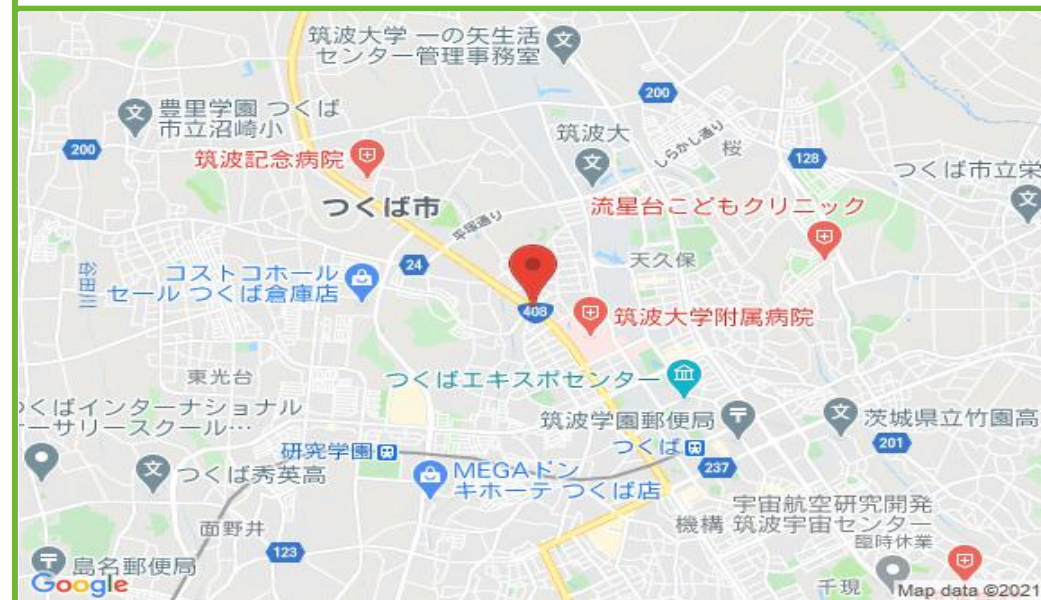 筑波大学 一の矢生活
センター管理事務室
200
豊里学園 つくば
市立沼崎小
200
筑波記念病院
筑波大
しらかし通り
桜
128
つくば市立栄
つくば市
平塚通り
流星台こどもクリニック
谷田川
コストコホール
セール つくば倉庫店
24
天久保
408
筑波大学附属病院
東光台
つくばエキスポセンター
つくばインターナショナル
ーサリースクール…
筑波学園郵便局
茨城県立竹園高
201
研究学園
つくば
237
つくば秀英高
MEGAドン
キホーテ つくば店
宇宙航空研究開発
機構 筑波宇宙センター
臨時休業
面野井
123
島名郵便局
千現
Google
Map data ©2021